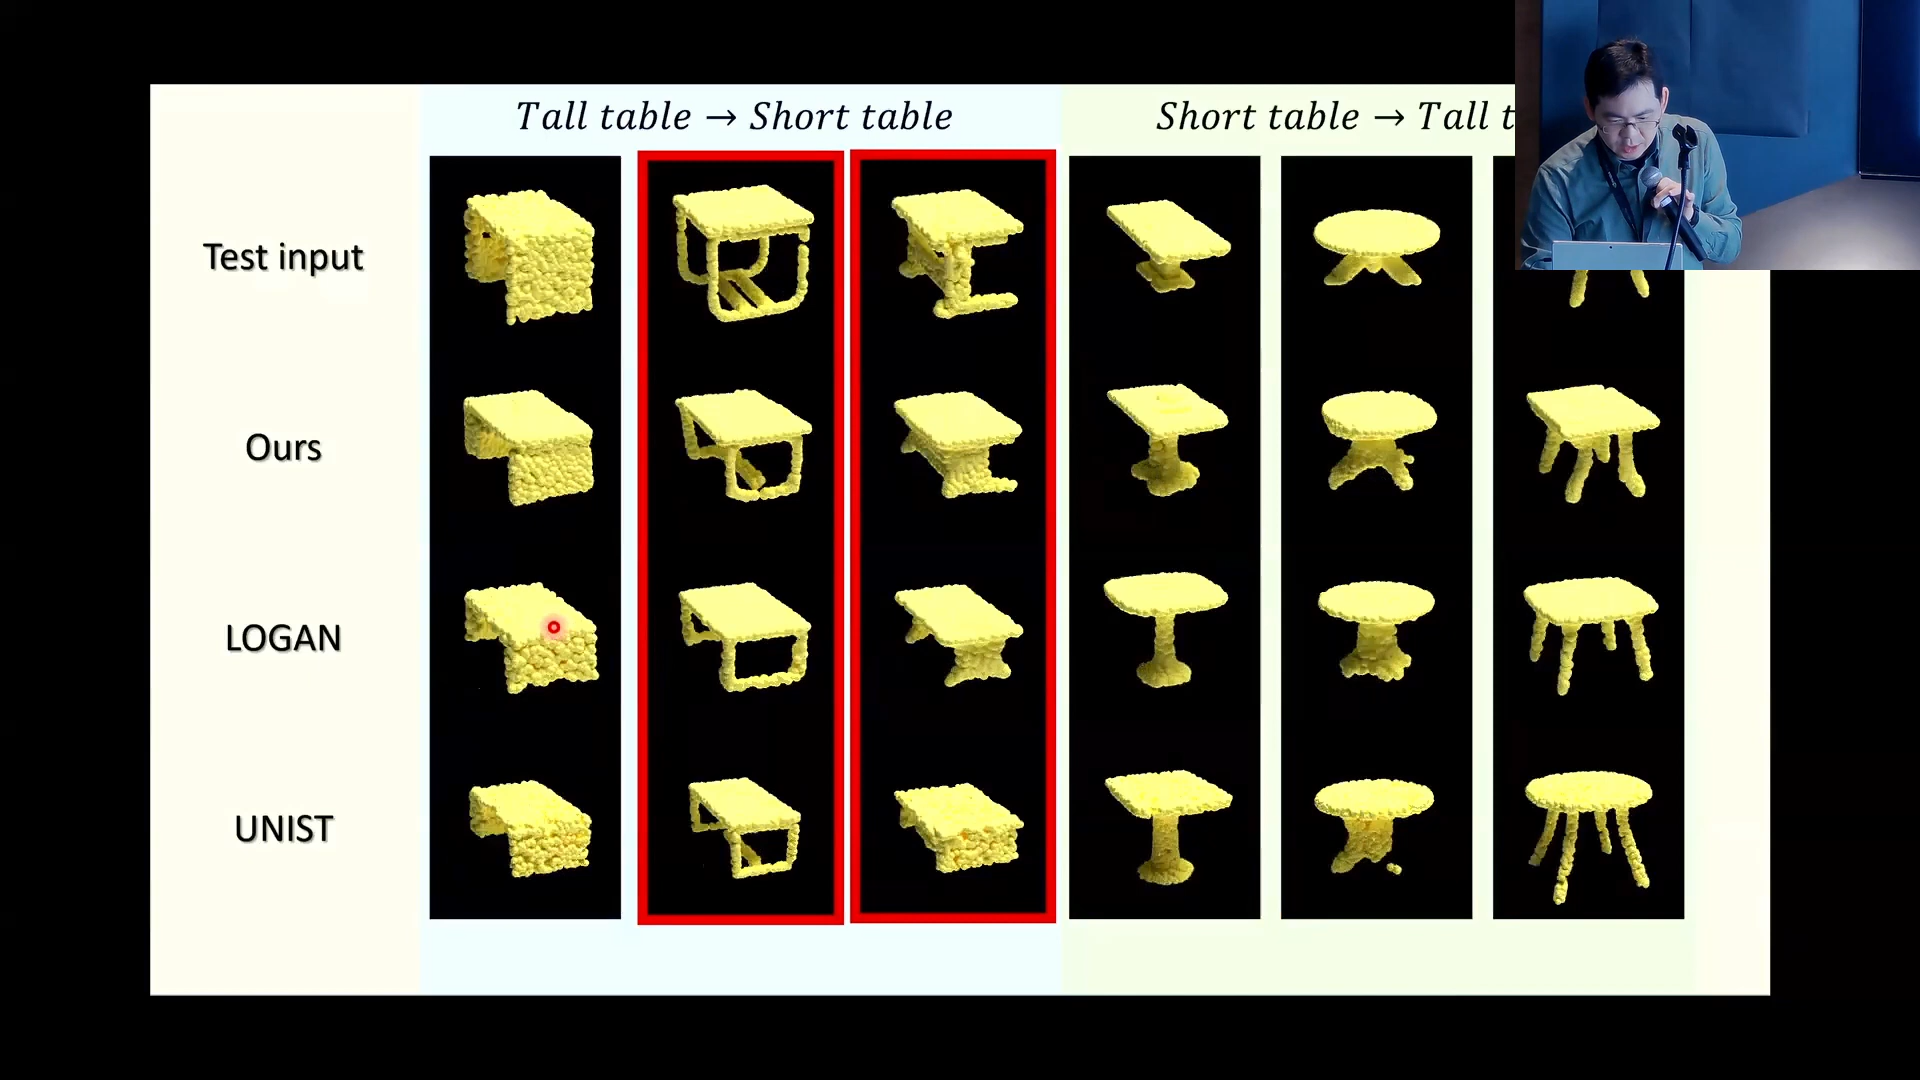 Tall table → Short table
Short table → Tall t
Test input
Ours
LOGAN
UNIST